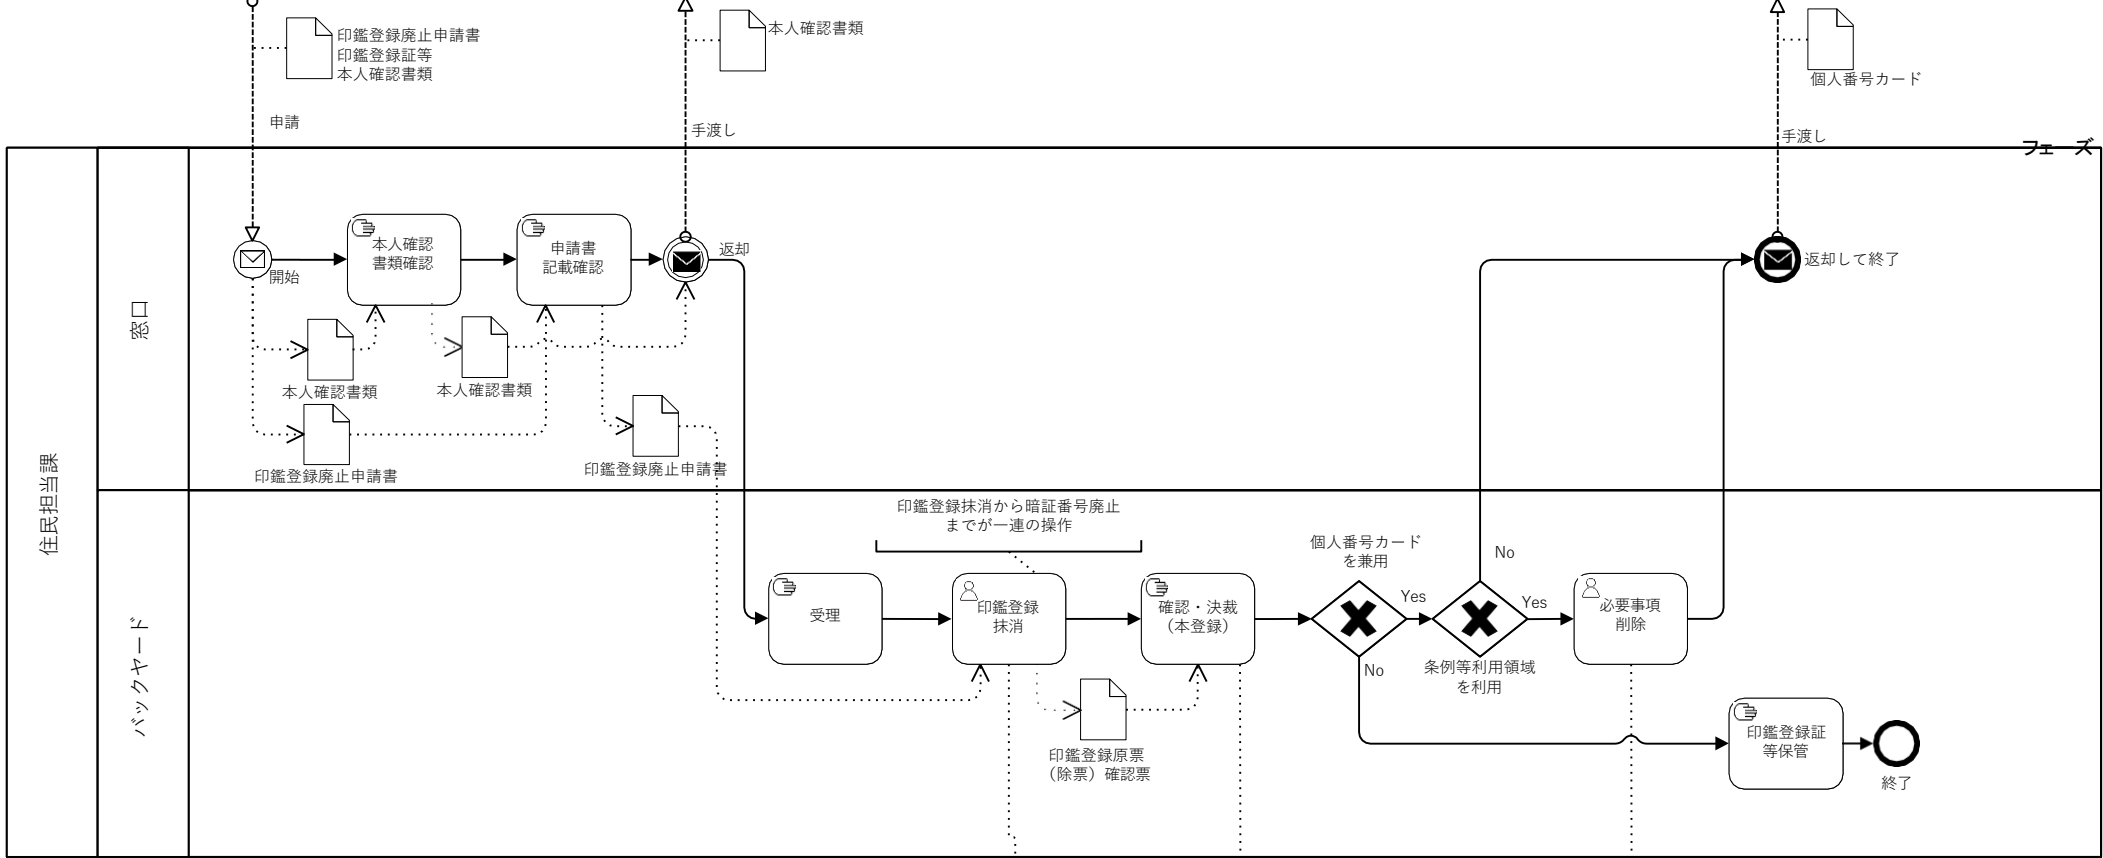 印鑑登録廃止申請書
印鑑登録証等
本人確認書類
本人確認書類
個人番号カード
申請
手渡し
手渡し
フェーズ
住民担当課
窓口
開始
本人確認
書類確認
申請書
記載確認
返却
返却して終了
本人確認書類
本人確認書類
印鑑登録廃止申請書
印鑑登録廃止申請書
バックヤード
印鑑登録抹消から暗証番号廃止
までが一連の操作
受理
印鑑登録
抹消
確認・決裁
（本登録）
個人番号カード
を兼用
Yes
No
No
Yes
条例等利用領域
を利用
必要事項
削除
印鑑登録原票
（除票）確認票
印鑑登録証
等保管
終了